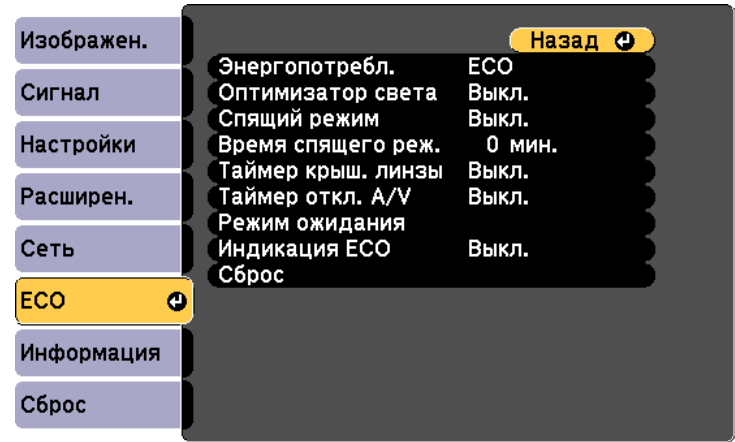 Изображен.
Сигнал
Настройки
Расширен.
Сеть
ECO
Информация
Сброс
Назад
Энергопотребл. ECO
Оптимизатор света Выкл.
Спящий режим Выкл.
Время спящего реж. 0 мин.
Таймер крыш. линзы Выкл.
Таймер откл. A/V Выкл.
Режим ожидания
Индикация ECO Выкл.
Сброс